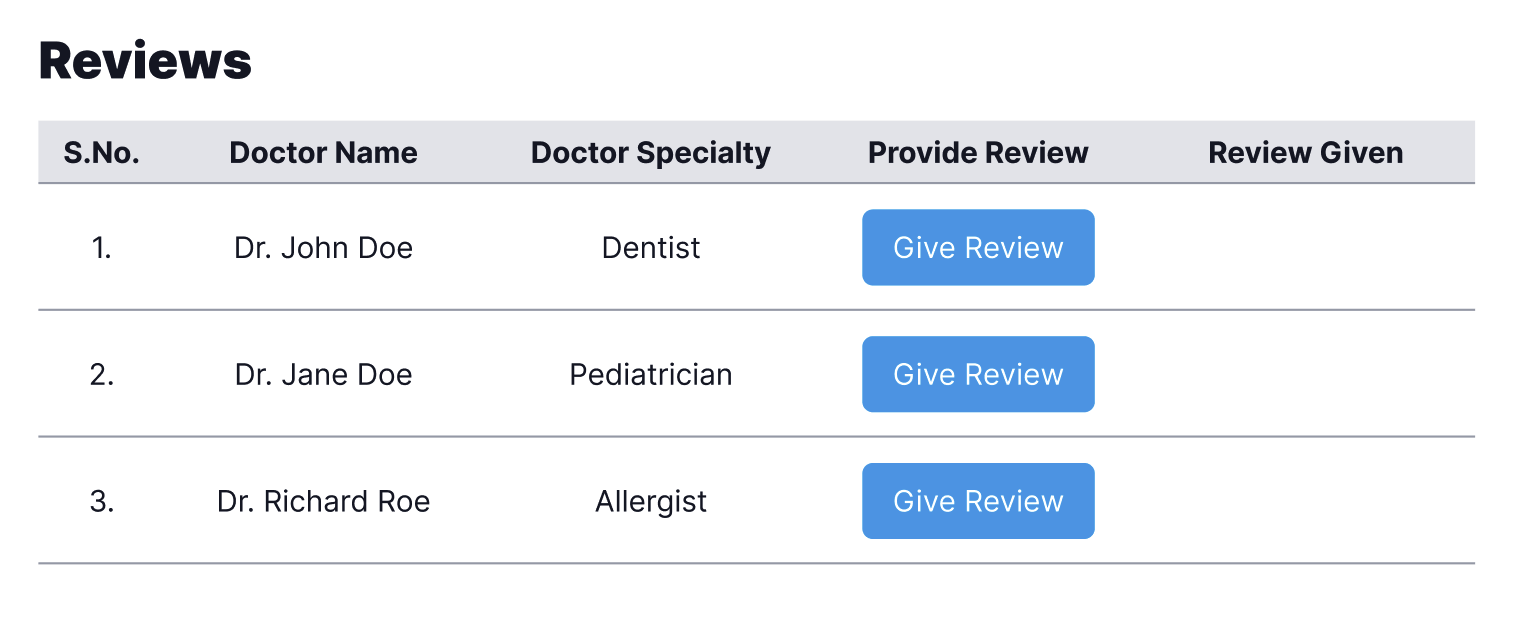 Reviews
S.No. Doctor Name Doctor Specialty Provide Review Review Given
1. Dr. John Doe Dentist Give Review
2. Dr. Jane Doe Pediatrician Give Review
3. Dr. Richard Roe Allergist Give Review